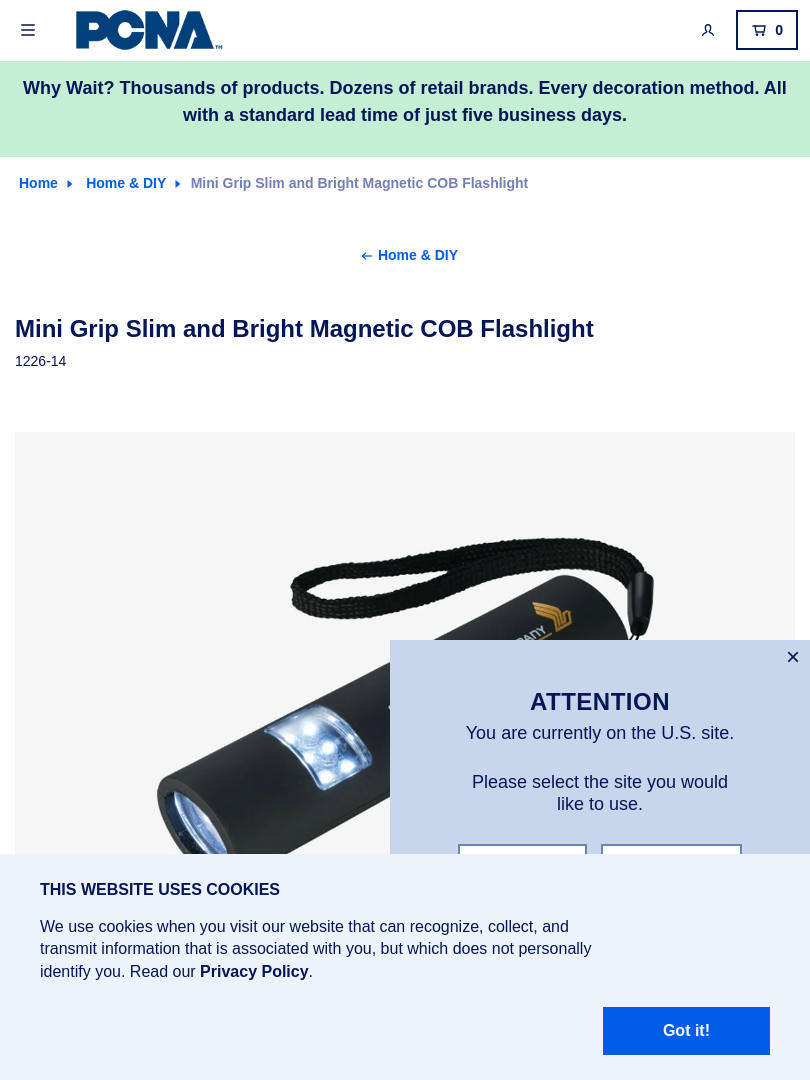 PCNA™
0
Why Wait? Thousands of products. Dozens of retail brands. Every decoration method. All
with a standard lead time of just five business days.
Home
Home & DIY
Mini Grip Slim and Bright Magnetic COB Flashlight
← Home & DIY
Mini Grip Slim and Bright Magnetic COB Flashlight
1226-14
ATTENTION
You are currently on the U.S. site.
Please select the site you would
like to use.
THIS WEBSITE USES COOKIES
We use cookies when you visit our website that can recognize, collect, and
transmit information that is associated with you, but which does not personally
identify you. Read our Privacy Policy.
Got it!